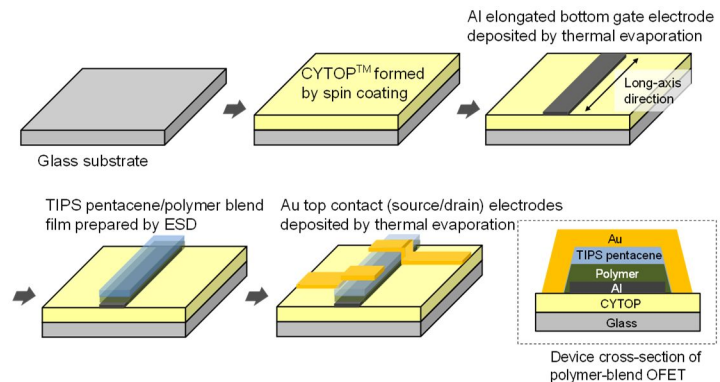 Al elongated bottom gate electrode
deposited by thermal evaporation
CYTOP™ formed
by spin coating
Long-axis
direction
Glass substrate
TIPS pentacene/polymer blend
film prepared by ESD
Au top contact (source/drain) electrodes
deposited by thermal evaporation
Au
TIPS pentacene
Polymer
Al
CYTOP
Glass
Device cross-section of
polymer-blend OFET